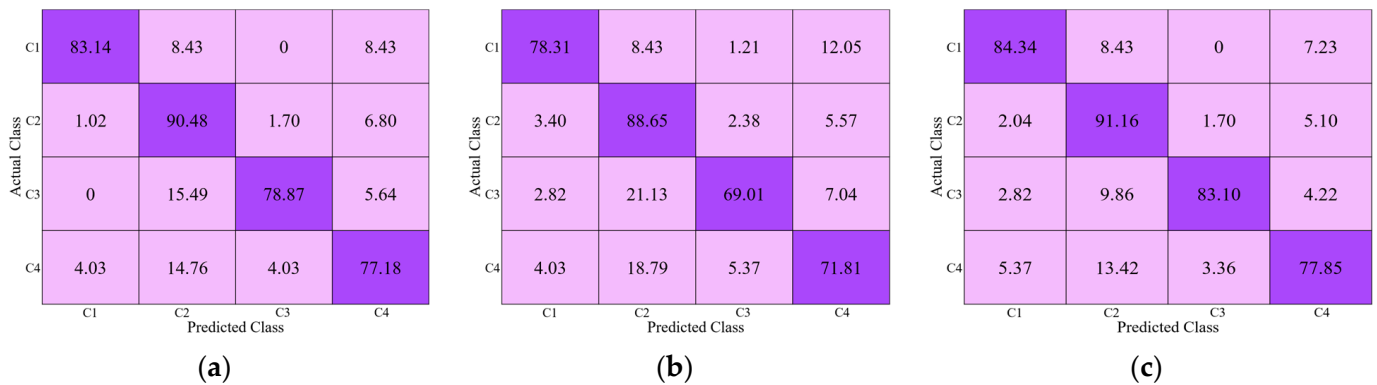 C1 83.14 8.43 0 8.43
C2 1.02 90.48 1.70 6.80
C3 0 15.49 78.87 5.64
C4 4.03 14.76 4.03 77.18
Actual Class
C1 C2 C3 C4
Predicted Class
(a)
C1 78.31 8.43 1.21 12.05
C2 3.40 88.65 2.38 5.57
C3 2.82 21.13 69.01 7.04
C4 4.03 18.79 5.37 71.81
Actual Class
C1 C2 C3 C4
Predicted Class
(b)
C1 84.34 8.43 0 7.23
C2 2.04 91.16 1.70 5.10
C3 2.82 9.86 83.10 4.22
C4 5.37 13.42 3.36 77.85
Actual Class
C1 C2 C3 C4
Predicted Class
(c)